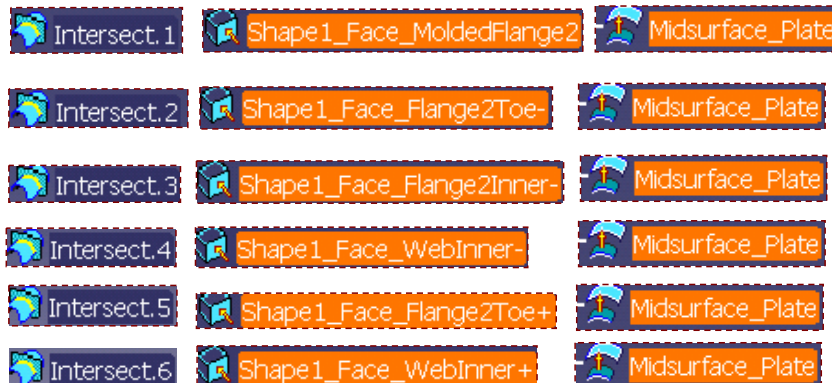 Intersect.1 Shape1_Face_MoldedFlange2 Midsurface_Plate
Intersect.2 Shape1_Face_Flange2Toe- Midsurface_Plate
Intersect.3 Shape1_Face_Flange2Inner- Midsurface_Plate
Intersect.4 Shape1_Face_WebInner- Midsurface_Plate
Intersect.5 Shape1_Face_Flange2Toe+ Midsurface_Plate
Intersect.6 Shape1_Face_WebInner+ Midsurface_Plate